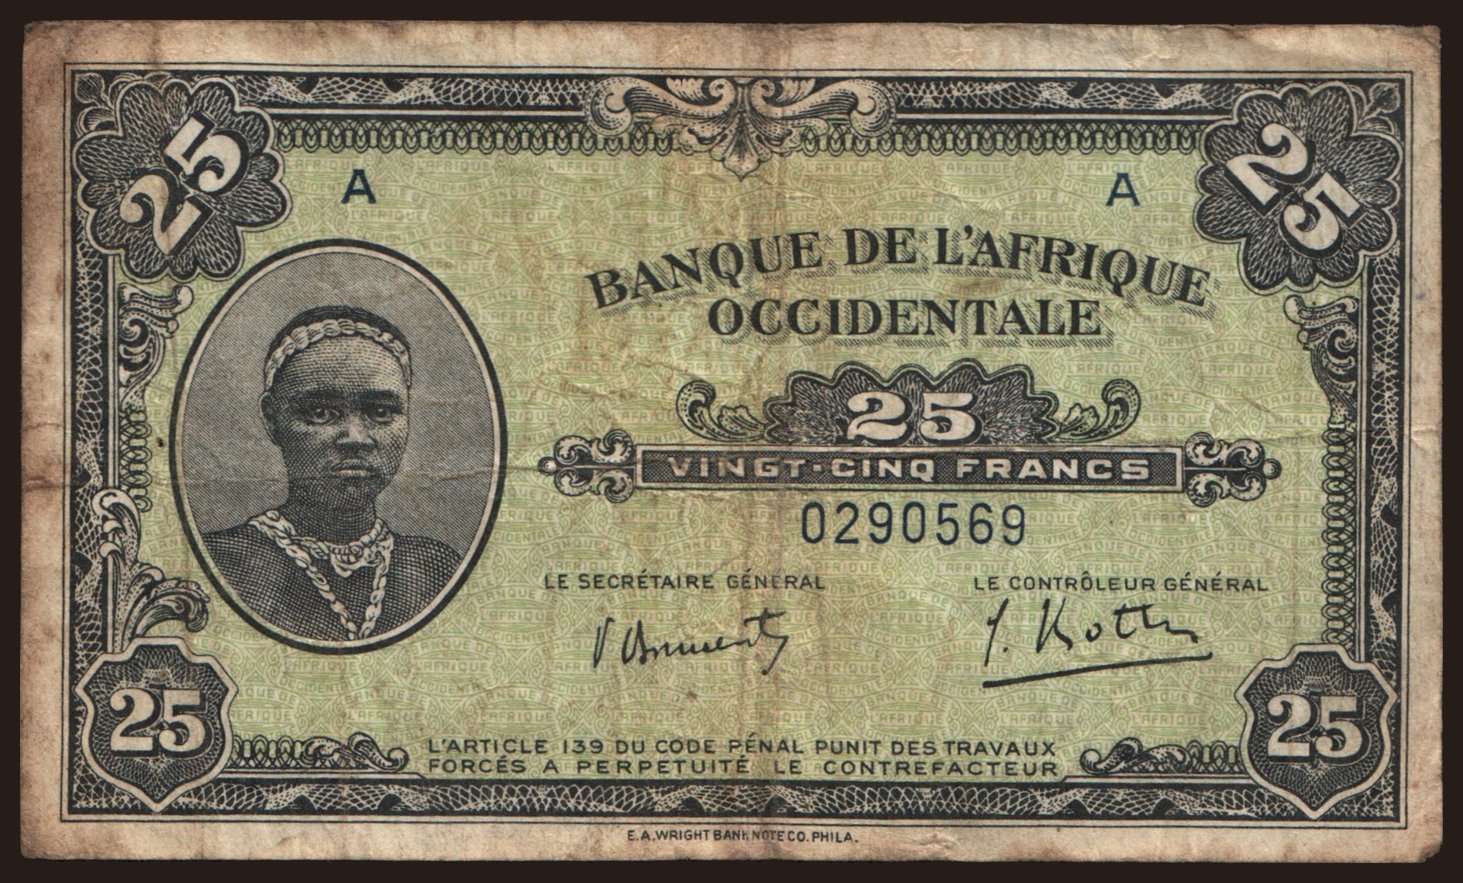 25
25
A
A
BANQUE DE L'AFRIQUE
OCCIDENTALE
25
VINGT-CINQ FRANCS
0290569
LE SECRÉTAIRE GÉNÉRAL
LE CONTRÔLEUR GÉNÉRAL
25
25
L'ARTICLE 139 DU CODE PÉNAL PUNIT DES TRAVAUX
FORCÉS A PERPETUITÉ LE CONTREFACTEUR
E.A.WRIGHT BANK NOTE CO. PHILA.